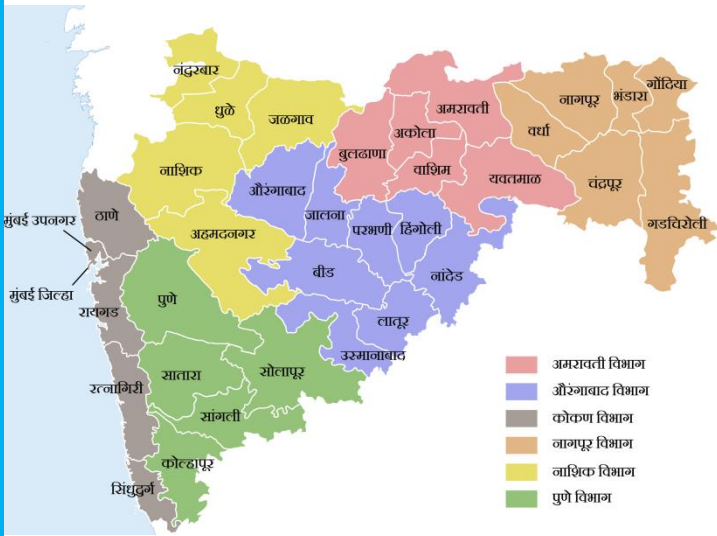 नंदुरबार
धुळे
जळगाव
नाशिक
अहमदनगर
बुलढाणा
अकोला
अमरावती
वाशिम
यवतमाळ
वर्धा
नागपूर
भंडारा
गोंदिया
चंद्रपूर
गडचिरोली
औरंगाबाद
जालना
परभणी
हिंगोली
बीड
नांदेड
लातूर
उस्मानाबाद
ठाणे
मुंबई उपनगर
मुंबई जिल्हा
रायगड
रत्नागिरी
सिंधुदुर्ग
पुणे
सातारा
सोलापूर
सांगली
कोल्हापूर
अमरावती विभाग
औरंगाबाद विभाग
कोकण विभाग
नागपूर विभाग
नाशिक विभाग
पुणे विभाग